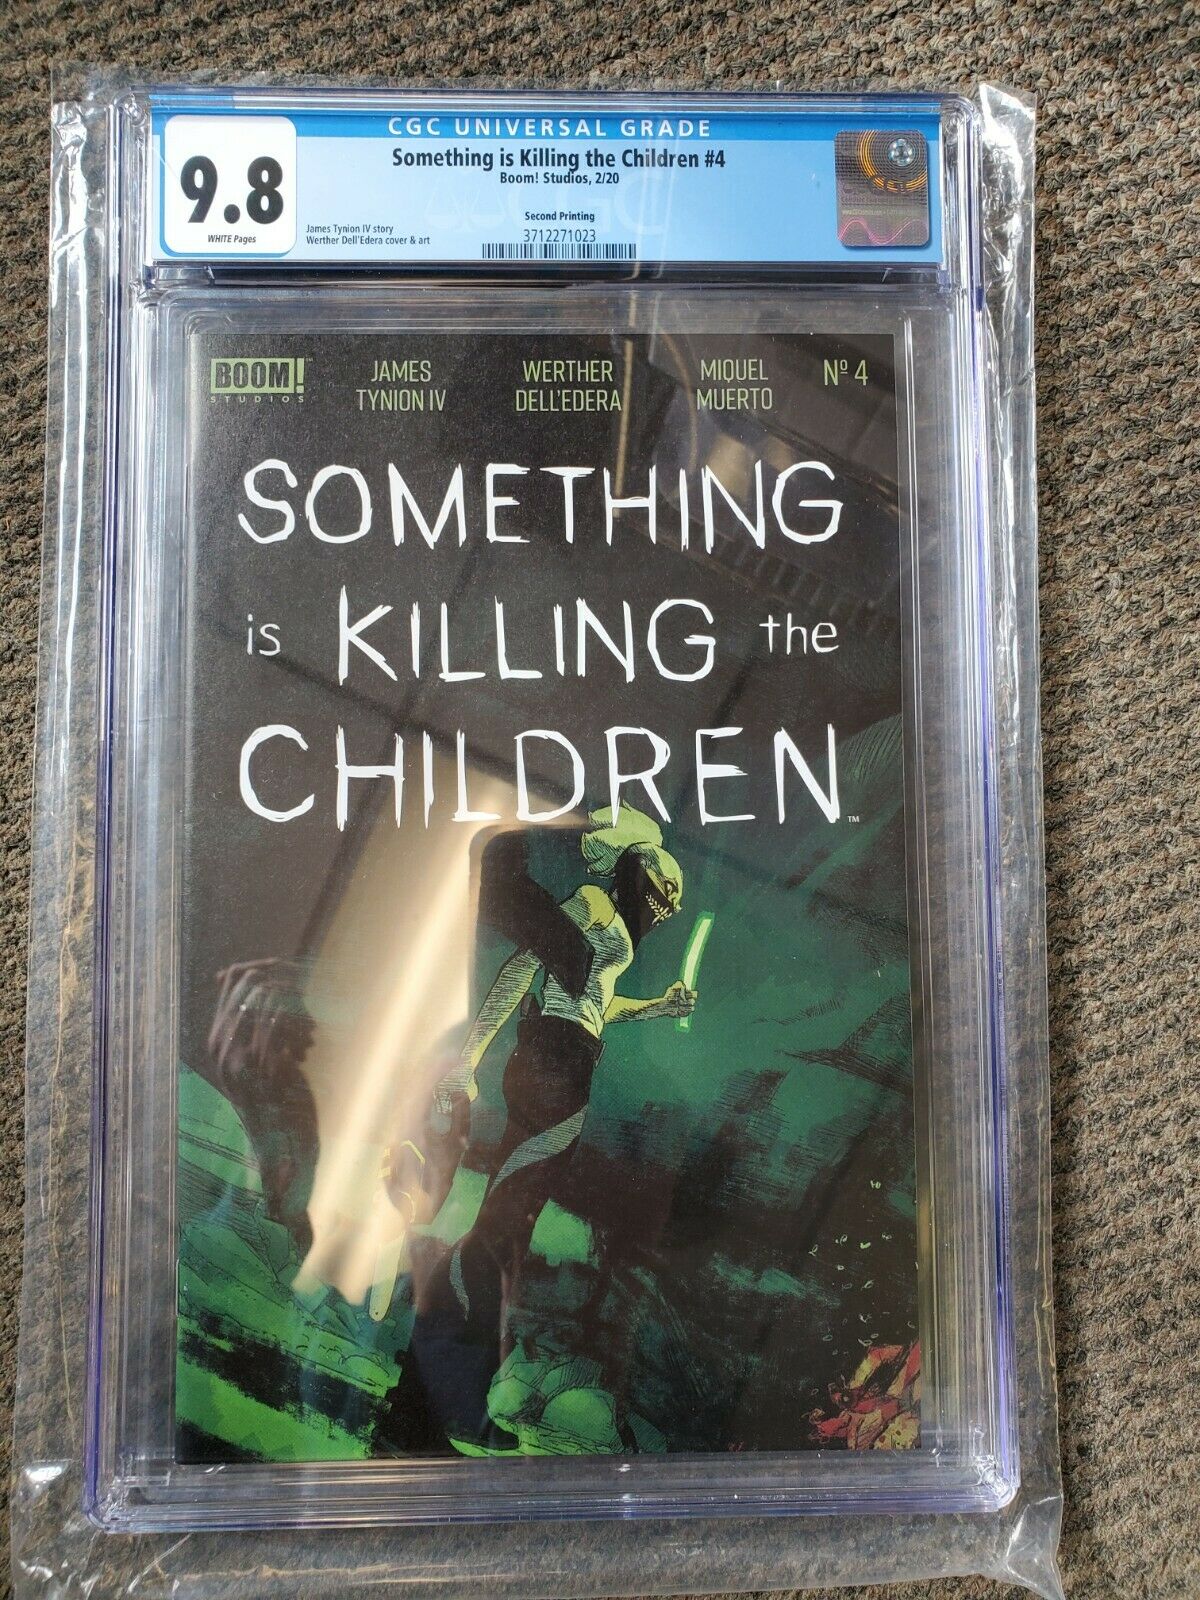 CGC UNIVERSAL GRADE
9.8
WHITE Pages
Something is Killing the Children #4
Boom! Studios, 2/20
Second Printing
James Tynion IV story
Werther Dell'Edera cover & art
3712271023
BOOM!™
STUDIOS
JAMES
TYNION IV
WERTHER
DELL'EDERA
MIQUEL
MUERTO
Nº 4
SOMETHING
is KILLING the
CHILDREN™